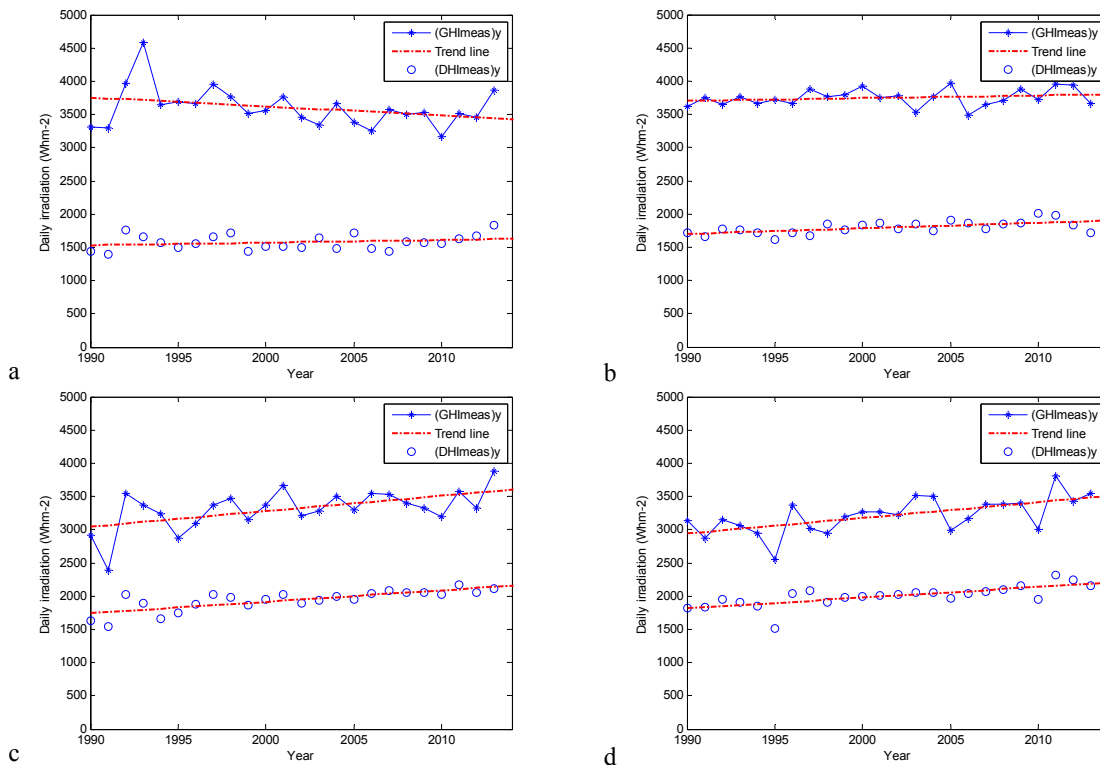 5000
4500
4000
3500
3000
2500
2000
1500
1000
500
0
Daily irradiation (Whm-2)
(GHImeas)y
Trend line
(DHImeas)y
1990
1995
2000
2005
2010
Year
a
5000
4500
4000
3500
3000
2500
2000
1500
1000
500
0
Daily irradiation (Whm-2)
(GHImeas)y
Trend line
(DHImeas)y
1990
1995
2000
2005
2010
Year
b
5000
4500
4000
3500
3000
2500
2000
1500
1000
500
0
Daily irradiation (Whm-2)
(GHImeas)y
Trend line
(DHImeas)y
1990
1995
2000
2005
2010
Year
c
5000
4500
4000
3500
3000
2500
2000
1500
1000
500
0
Daily irradiation (Whm-2)
(GHImeas)y
Trend line
(DHImeas)y
1990
1995
2000
2005
2010
Year
d